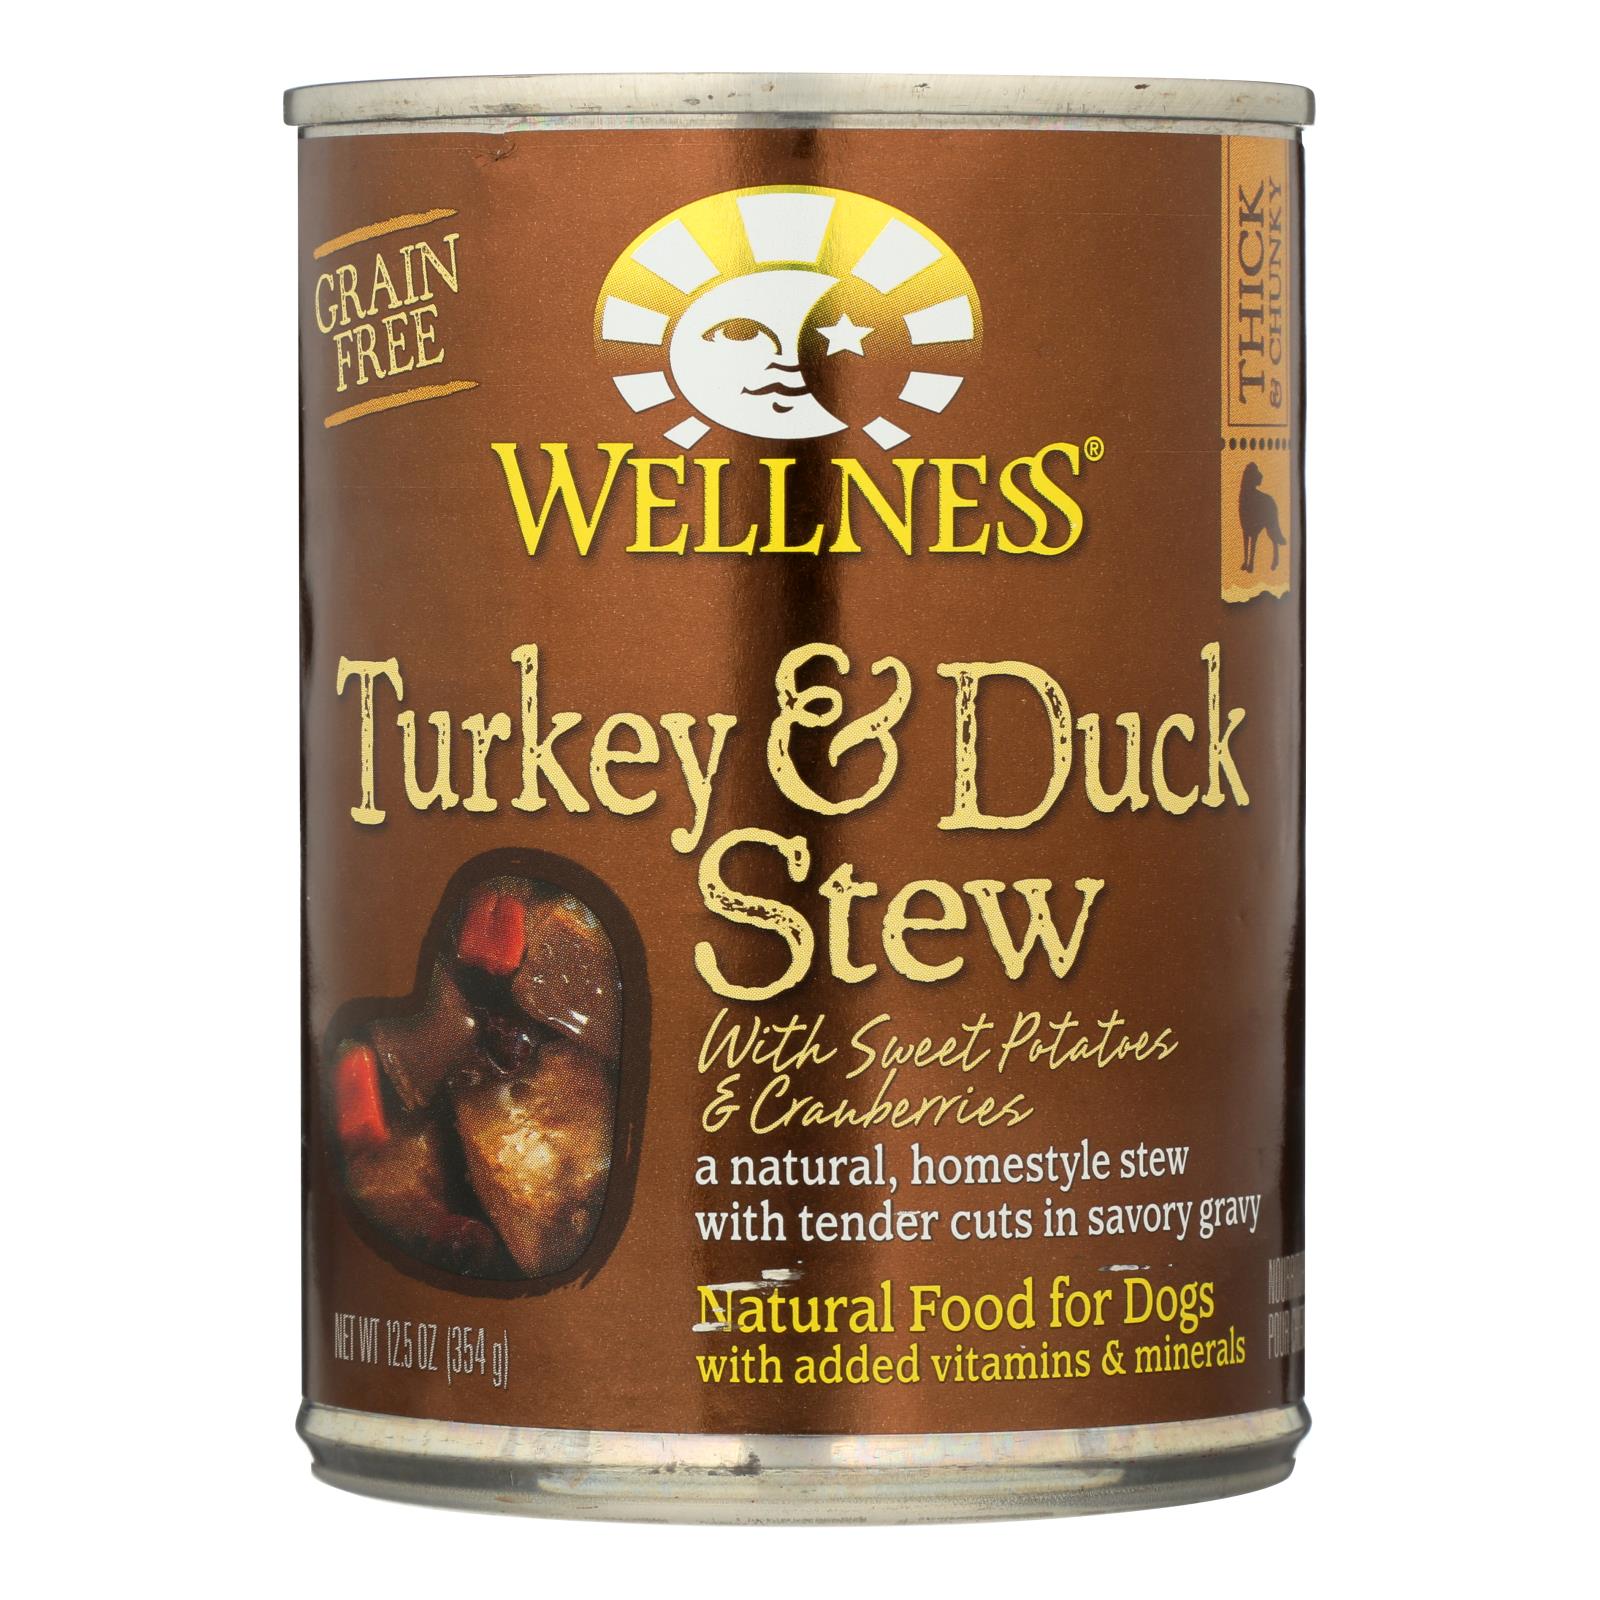 GRAIN
FREE
THICK
& CHUNKY
WELLNESS®
Turkey & Duck
Stew
With Sweet Potatoes
& Cranberries
a natural, homestyle stew
with tender cuts in savory gravy
Natural Food for Dogs
with added vitamins & minerals
NET WT 12.5 OZ (354 g)
POUR